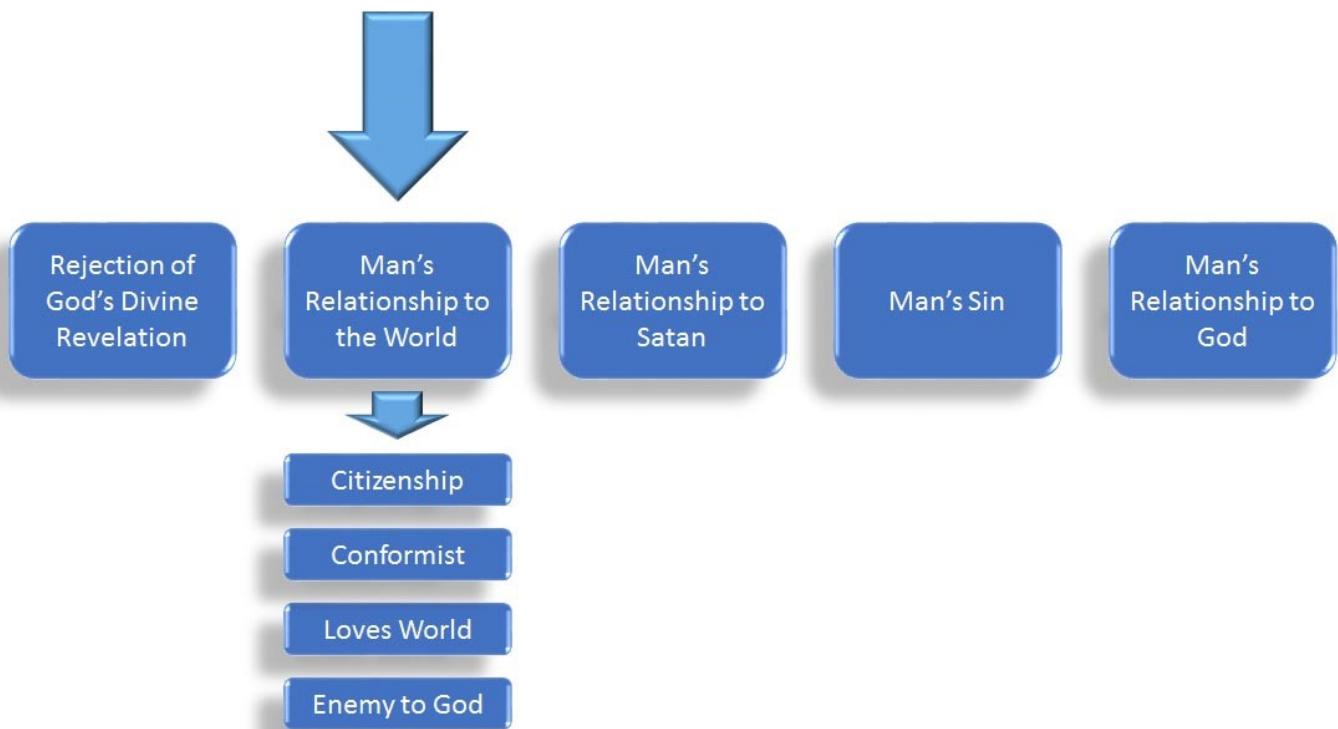 Rejection of
God’s Divine
Revelation
Man’s
Relationship to
the World
Man’s
Relationship to
Satan
Man’s Sin
Man’s
Relationship to
God
Citizenship
Conformist
Loves World
Enemy to God